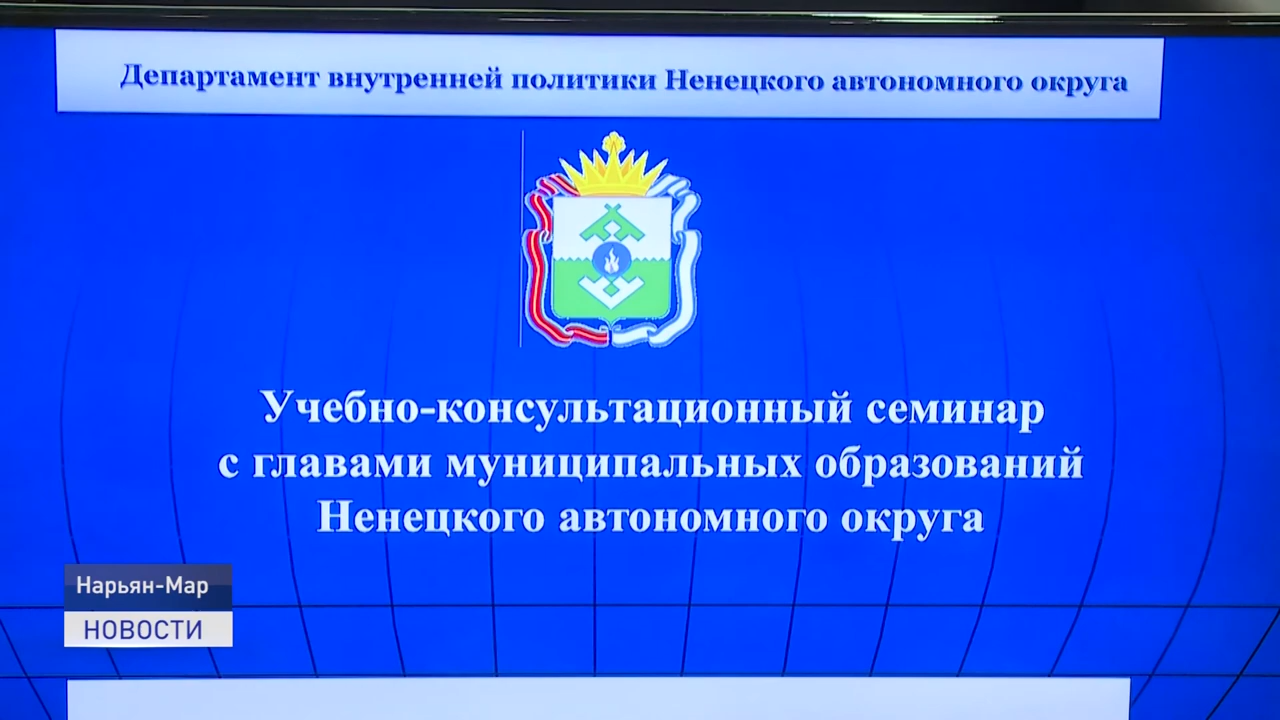 Департамент внутренней политики Ненецкого автономного округа
Учебно-консультационный семинар
с главами муниципальных образований
Ненецкого автономного округа
Нарьян-Мар
НОВОСТИ